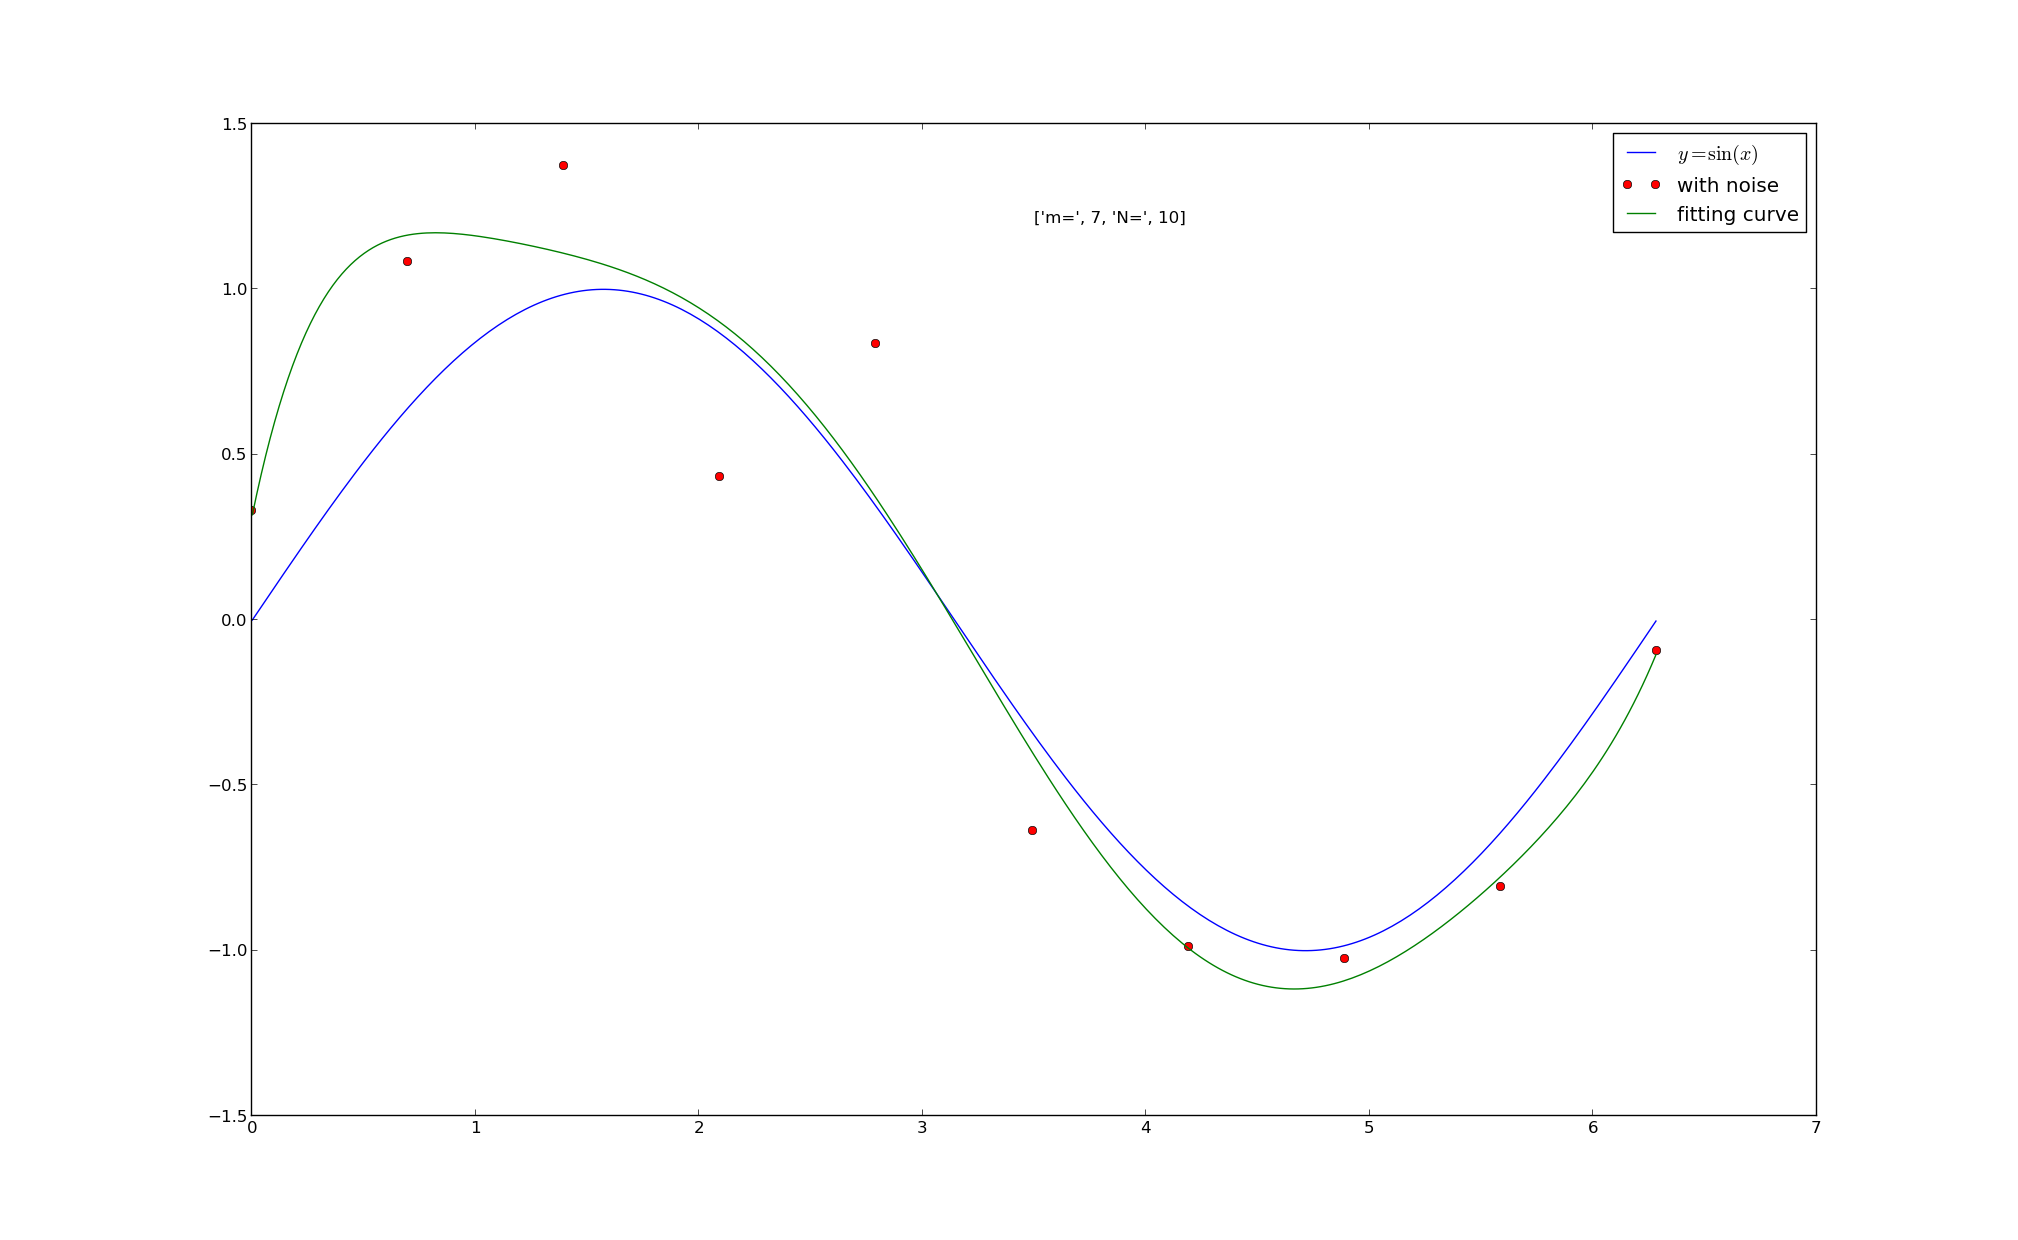 1.5
1.0
0.5
0.0
−0.5
−1.0
−1.5
0 1 2 3 4 5 6 7
['m=', 7, 'N=', 10]
y=sin(x)
with noise
fitting curve